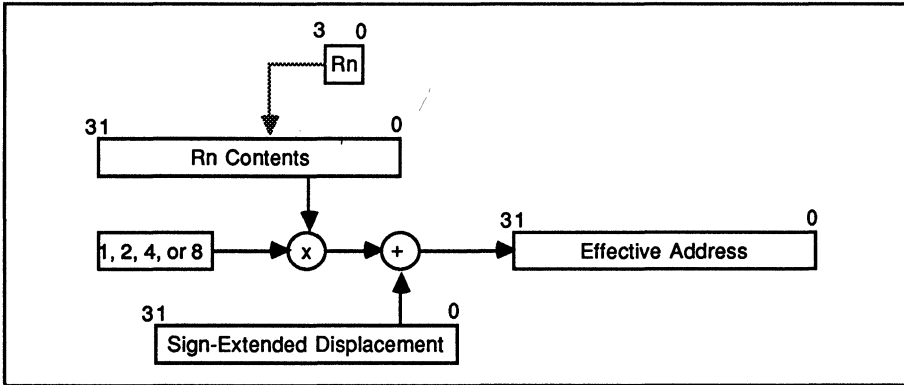 3 0
Rn
31 0
Rn Contents
1, 2, 4, or 8
x
+
31 0
Effective Address
31 0
Sign-Extended Displacement